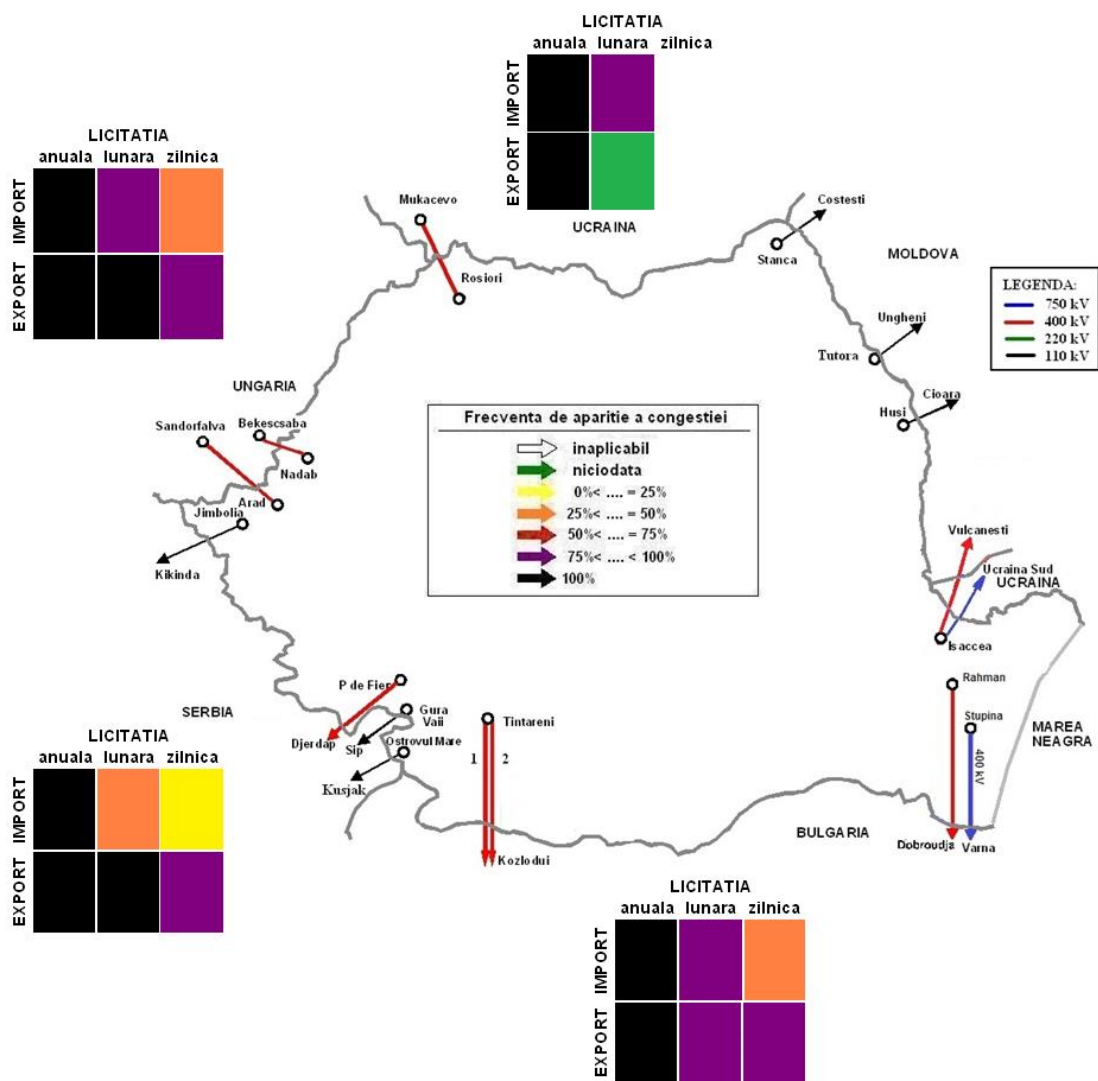 LICITATIA
anuala lunara zilnica
IMPORT
EXPORT
LICITATIA
anuala lunara zilnica
IMPORT
EXPORT
UCRAINA
Mukacevo
Rosiori
Costesti
Stanca
MOLDOVA
Ungheni
Tutora
Cioara
Husi
LEGENDA:
750 kV
400 kV
220 kV
110 kV
UNGARIA
Sandorfalva
Bekescsaba
Nadab
Arad
Jimbolia
Kikinda
Frecventa de aparitie a congestiei
inaplicabil
niciodata
0%< .... = 25%
25%< .... = 50%
50%< .... = 75%
75%< .... < 100%
100%
Vulcanesti
Ucraina Sud
UCRAINA
Isaccea
Rahman
Stupina
400 kV
MAREA
NEAGRA
P de Fier
SERBIA
Gura
Vaii
Djerdap
Sip
Ostrovul Mare
Kusjak
Tintareni
1 2
Kozlodui
BULGARIA
Dobroudja Varna
LICITATIA
anuala lunara zilnica
IMPORT
EXPORT
LICITATIA
anuala lunara zilnica
IMPORT
EXPORT